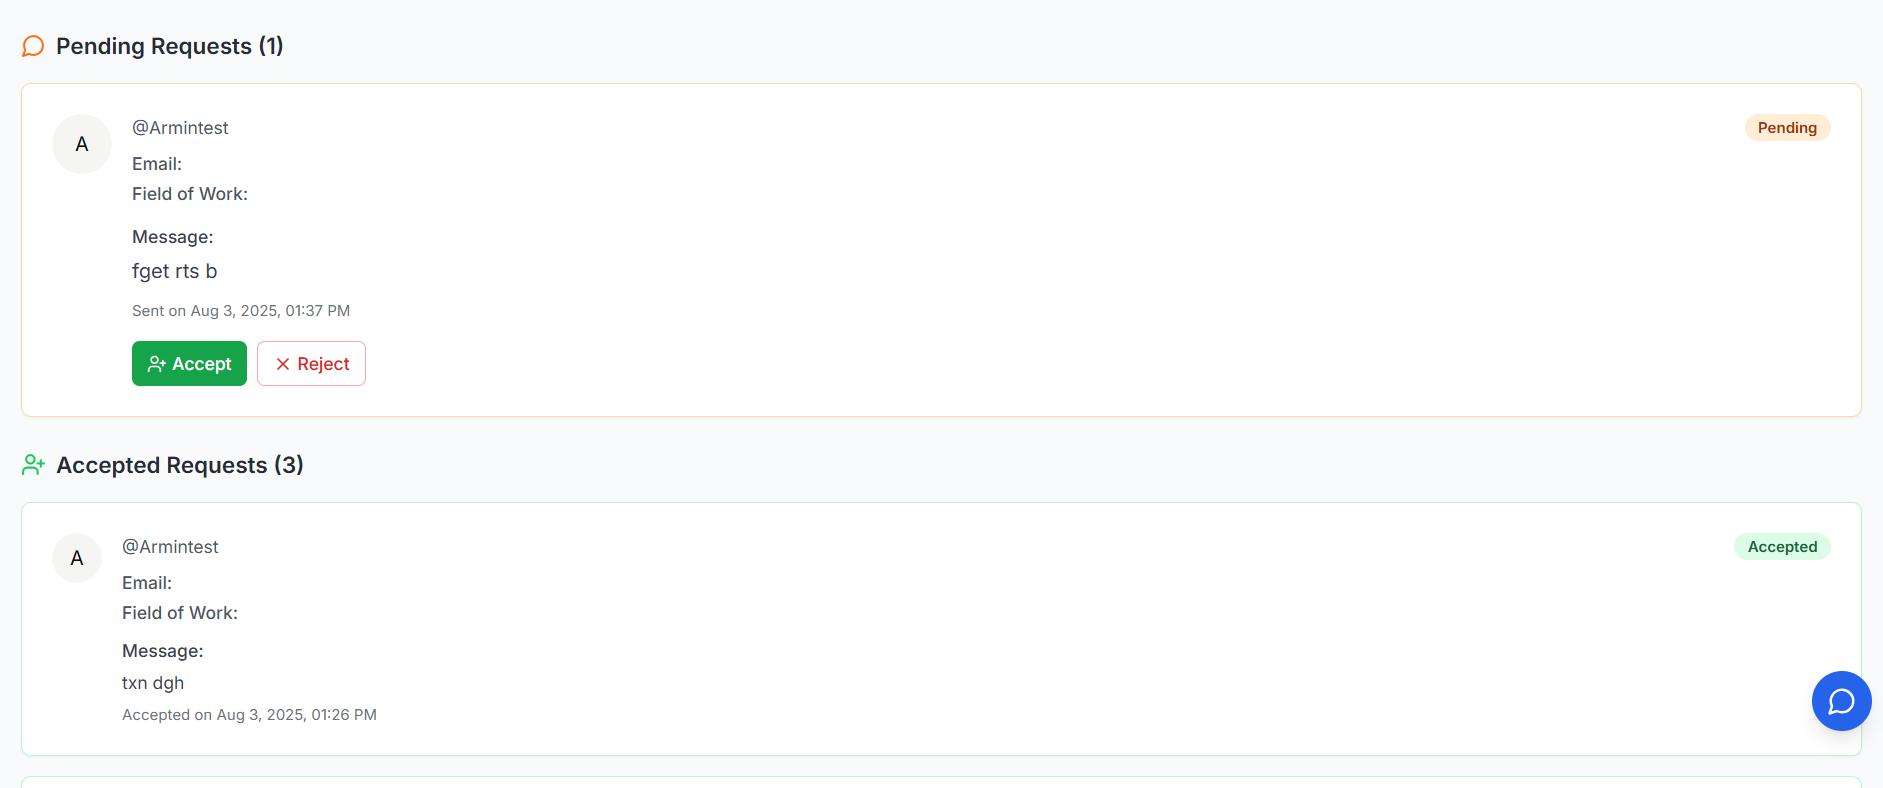 Pending Requests (1)
A
@Armintest
Pending
Email:
Field of Work:
Message:
fget rts b
Sent on Aug 3, 2025, 01:37 PM
Accept
Reject
Accepted Requests (3)
A
@Armintest
Accepted
Email:
Field of Work:
Message:
txn dgh
Accepted on Aug 3, 2025, 01:26 PM